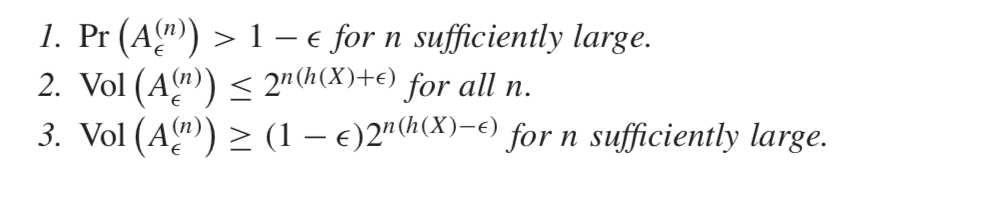 1. Pr (A_ϵ^(n)) > 1 − ϵ for n sufficiently large.
2. Vol (A_ϵ^(n)) ≤ 2^n(h(X)+ϵ) for all n.
3. Vol (A_ϵ^(n)) ≥ (1 − ϵ)2^n(h(X)−ϵ) for n sufficiently large.